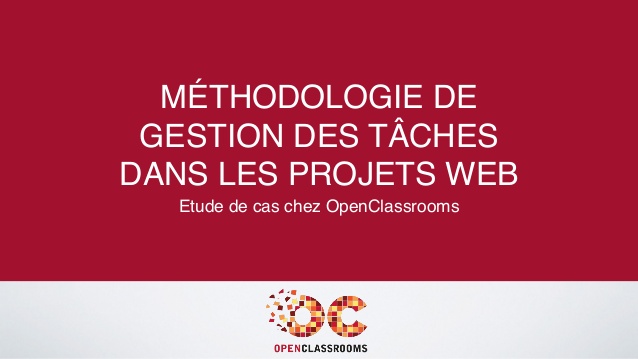 MÉTHODOLOGIE DE
GESTION DES TÂCHES
DANS LES PROJETS WEB
Etude de cas chez OpenClassrooms
OC
OPENCLASSROOMS